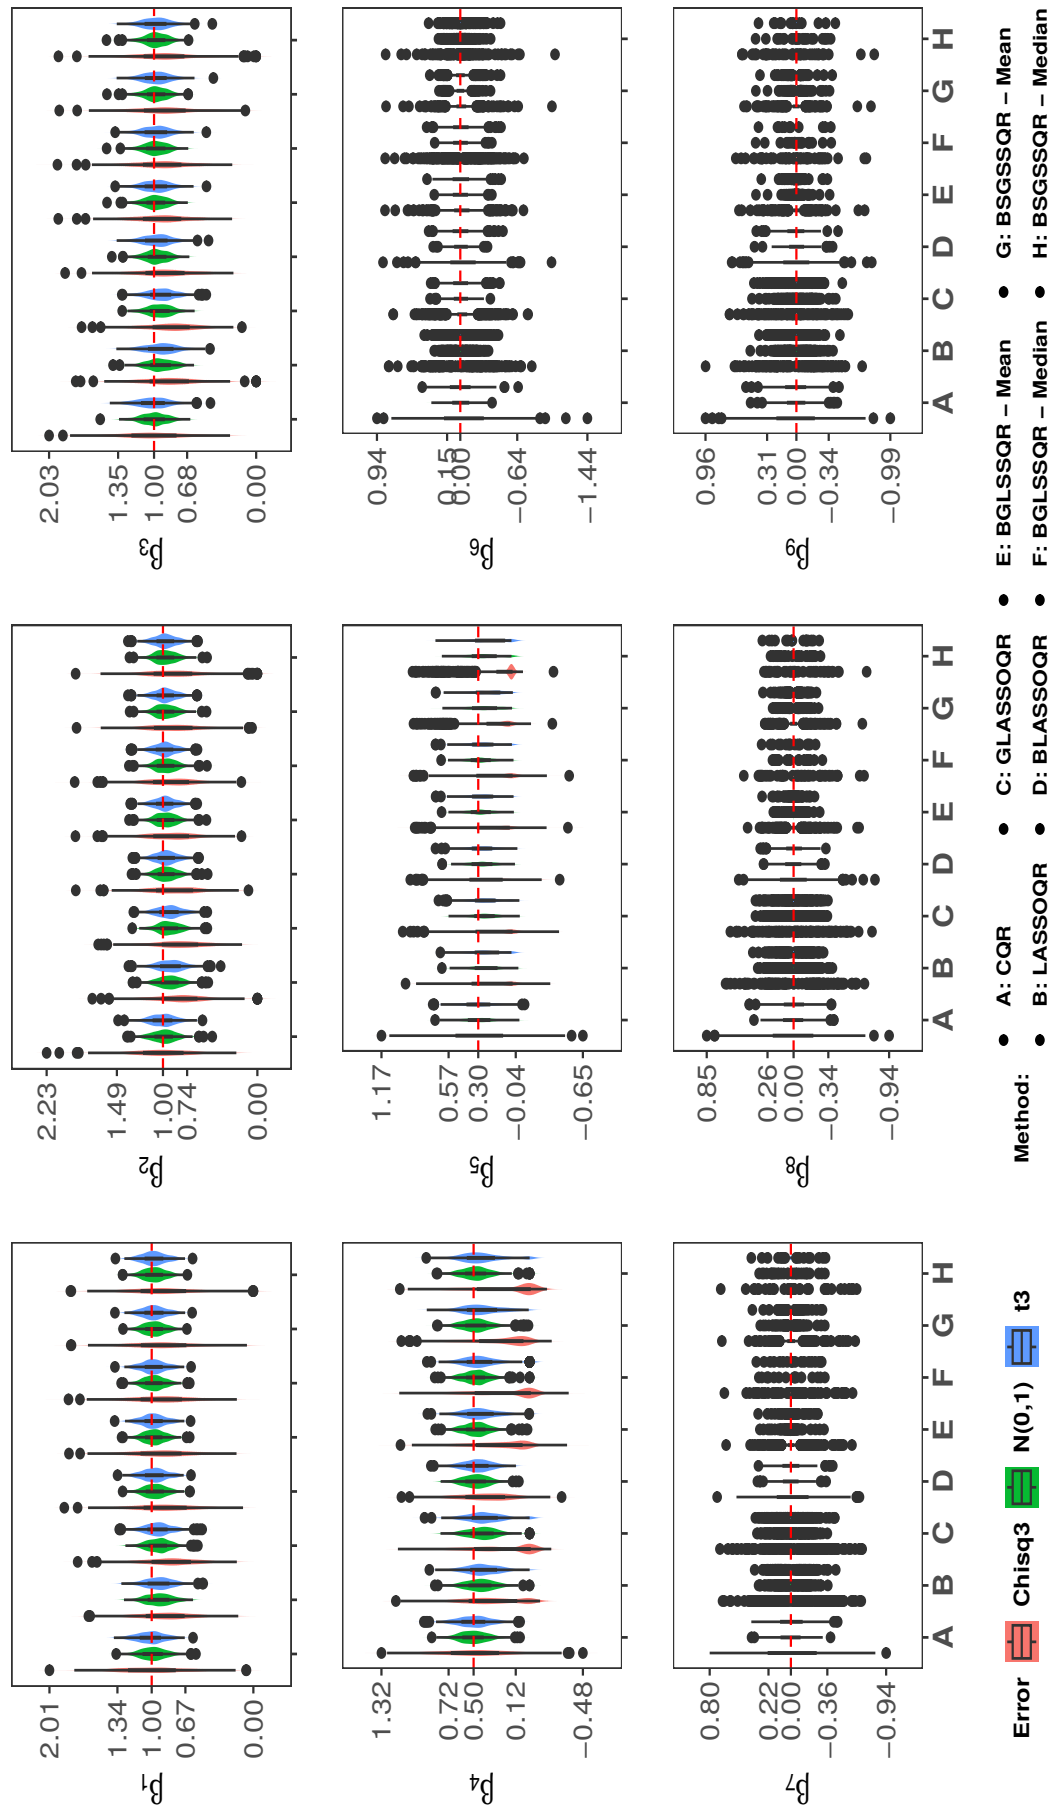 β1
2.01
1.34
1.00
0.67
0.00
β2
2.23
1.49
1.00
0.74
0.00
β3
2.03
1.35
1.00
0.68
0.00
β4
1.32
0.72
0.50
0.12
−0.48
β5
1.17
0.57
0.30
−0.04
−0.65
β6
0.94
0.15
0.00
−0.64
−1.44
β7
0.80
0.22
0.00
−0.36
−0.94
A B C D E F G H
β8
0.85
0.26
0.00
−0.34
−0.94
A B C D E F G H
β9
0.96
0.31
0.00
−0.34
−0.99
A B C D E F G H
Error Chisq3 N(0,1) t3
Method:
A: CQR
B: LASSOQR
C: GLASSOQR
D: BLASSOQR
E: BGLSSQR − Mean
F: BGLSSQR − Median
G: BSGSSQR − Mean
H: BSGSSQR − Median